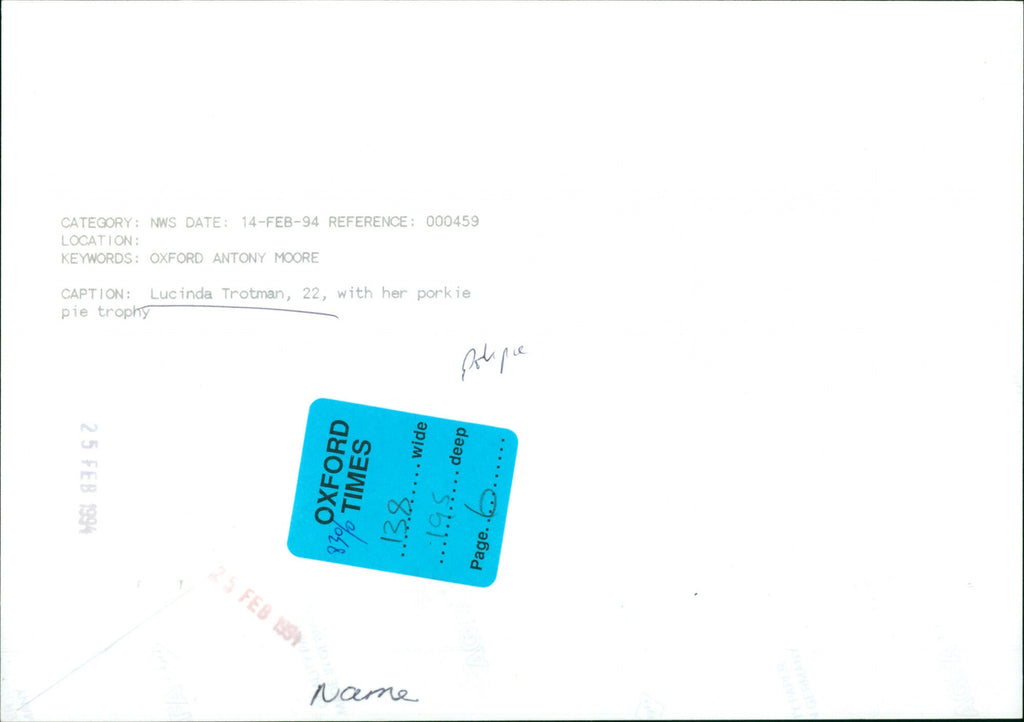 CATEGORY: NWS DATE: 14-FEB-94 REFERENCE: 000459
LOCATION:
KEYWORDS: OXFORD ANTONY MOORE
CAPTION: Lucinda Trotman, 22, with her porkie
pie trophy
Pork pie
25 FEB 1994
OXFORD
TIMES
83%
138 wide
195 deep
Page 6
25 FEB 1994
Name